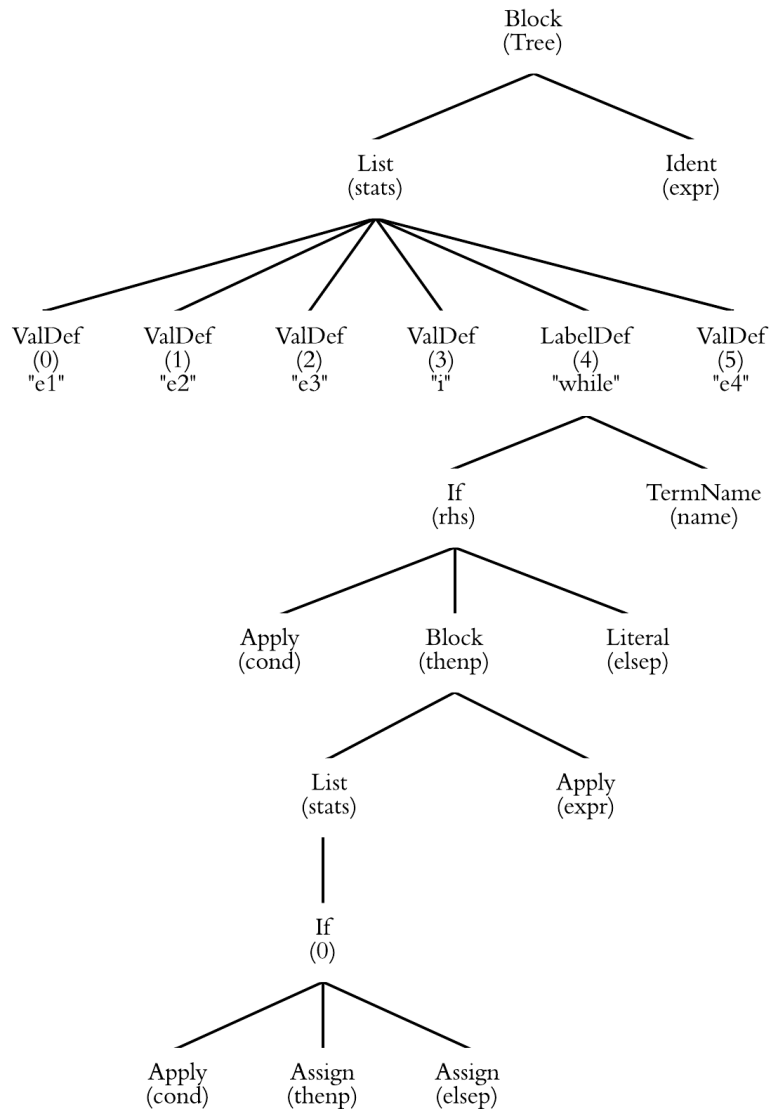 Block
(Tree)
List
(stats)
Ident
(expr)
ValDef
(0)
"e1"
ValDef
(1)
"e2"
ValDef
(2)
"e3"
ValDef
(3)
"i"
LabelDef
(4)
"while"
ValDef
(5)
"e4"
If
(rhs)
TermName
(name)
Apply
(cond)
Block
(thenp)
Literal
(elsep)
List
(stats)
Apply
(expr)
If
(0)
Apply
(cond)
Assign
(thenp)
Assign
(elsep)